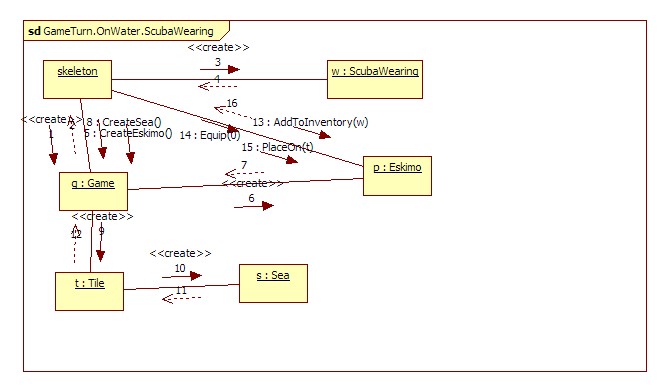 sd GameTurn.OnWater.ScubaWearing
<<create>>
3
skeleton
w : ScubaWearing
4
16
<<create>>
8 : CreateSea()
13 : AddToInventory(w)
1
2
5 : CreateEskimo()
14 : Equip(0)
15 : PlaceOn(t)
7
g : Game
<<create>>
p : Eskimo
6
<<create>>
12
9
<<create>>
10
t : Tile
s : Sea
11